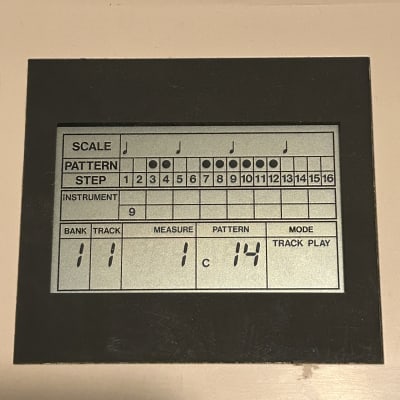 SCALE ♩ ♩ ♩ ♩
PATTERN ● ● ● ● ● ● ● ●
STEP 1 2 3 4 5 6 7 8 9 10 11 12 13 14 15 16
INSTRUMENT
9
BANK TRACK MEASURE PATTERN MODE
1 1 1 C 14 TRACK PLAY